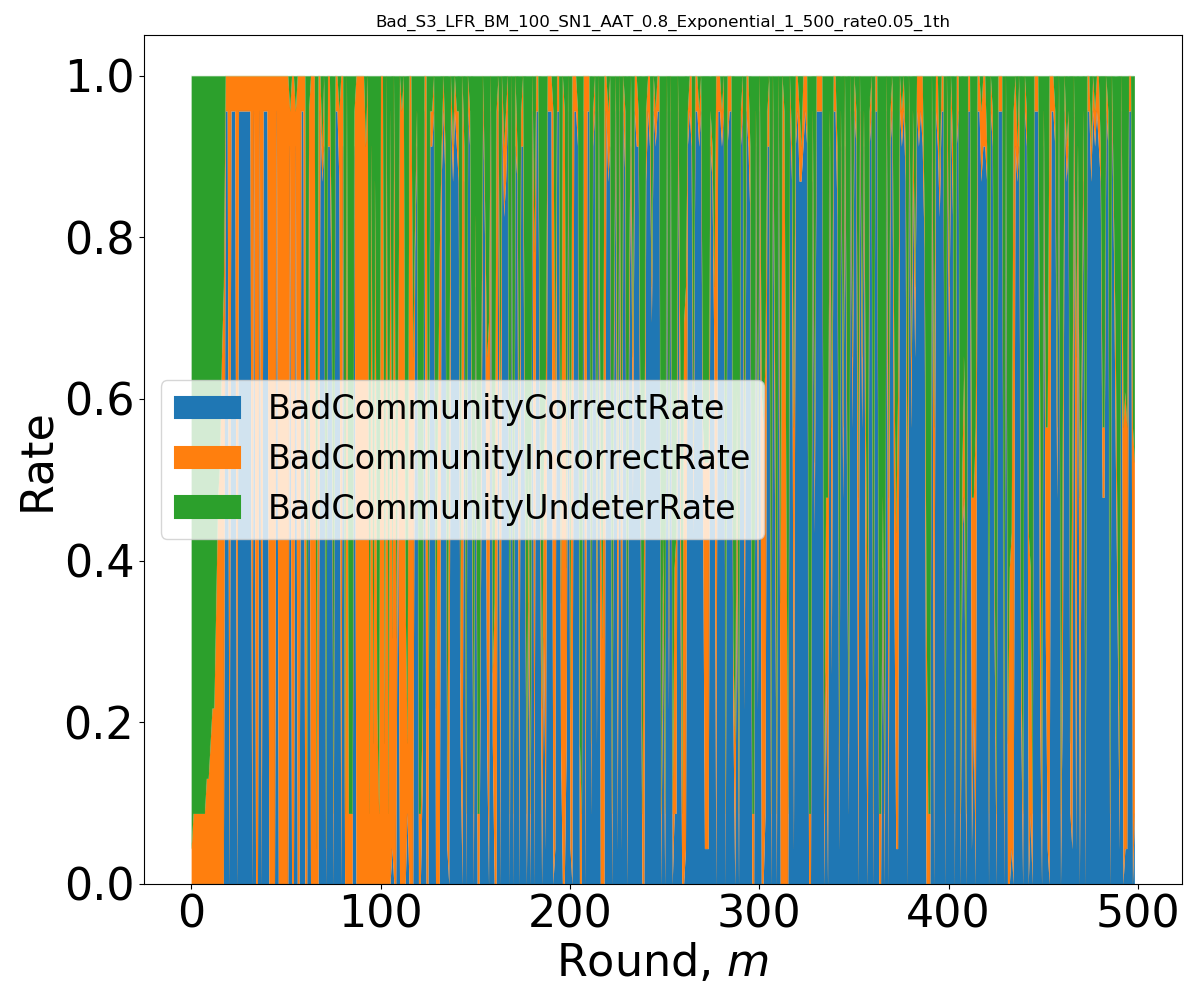 Bad_S3_LFR_BM_100_SN1_AAT_0.8_Exponential_1_500_rate0.05_1th
1.0
0.8
0.6
0.4
0.2
0.0
Rate
BadCommunityCorrectRate
BadCommunityIncorrectRate
BadCommunityUndeterRate
0 100 200 300 400 500
Round, m